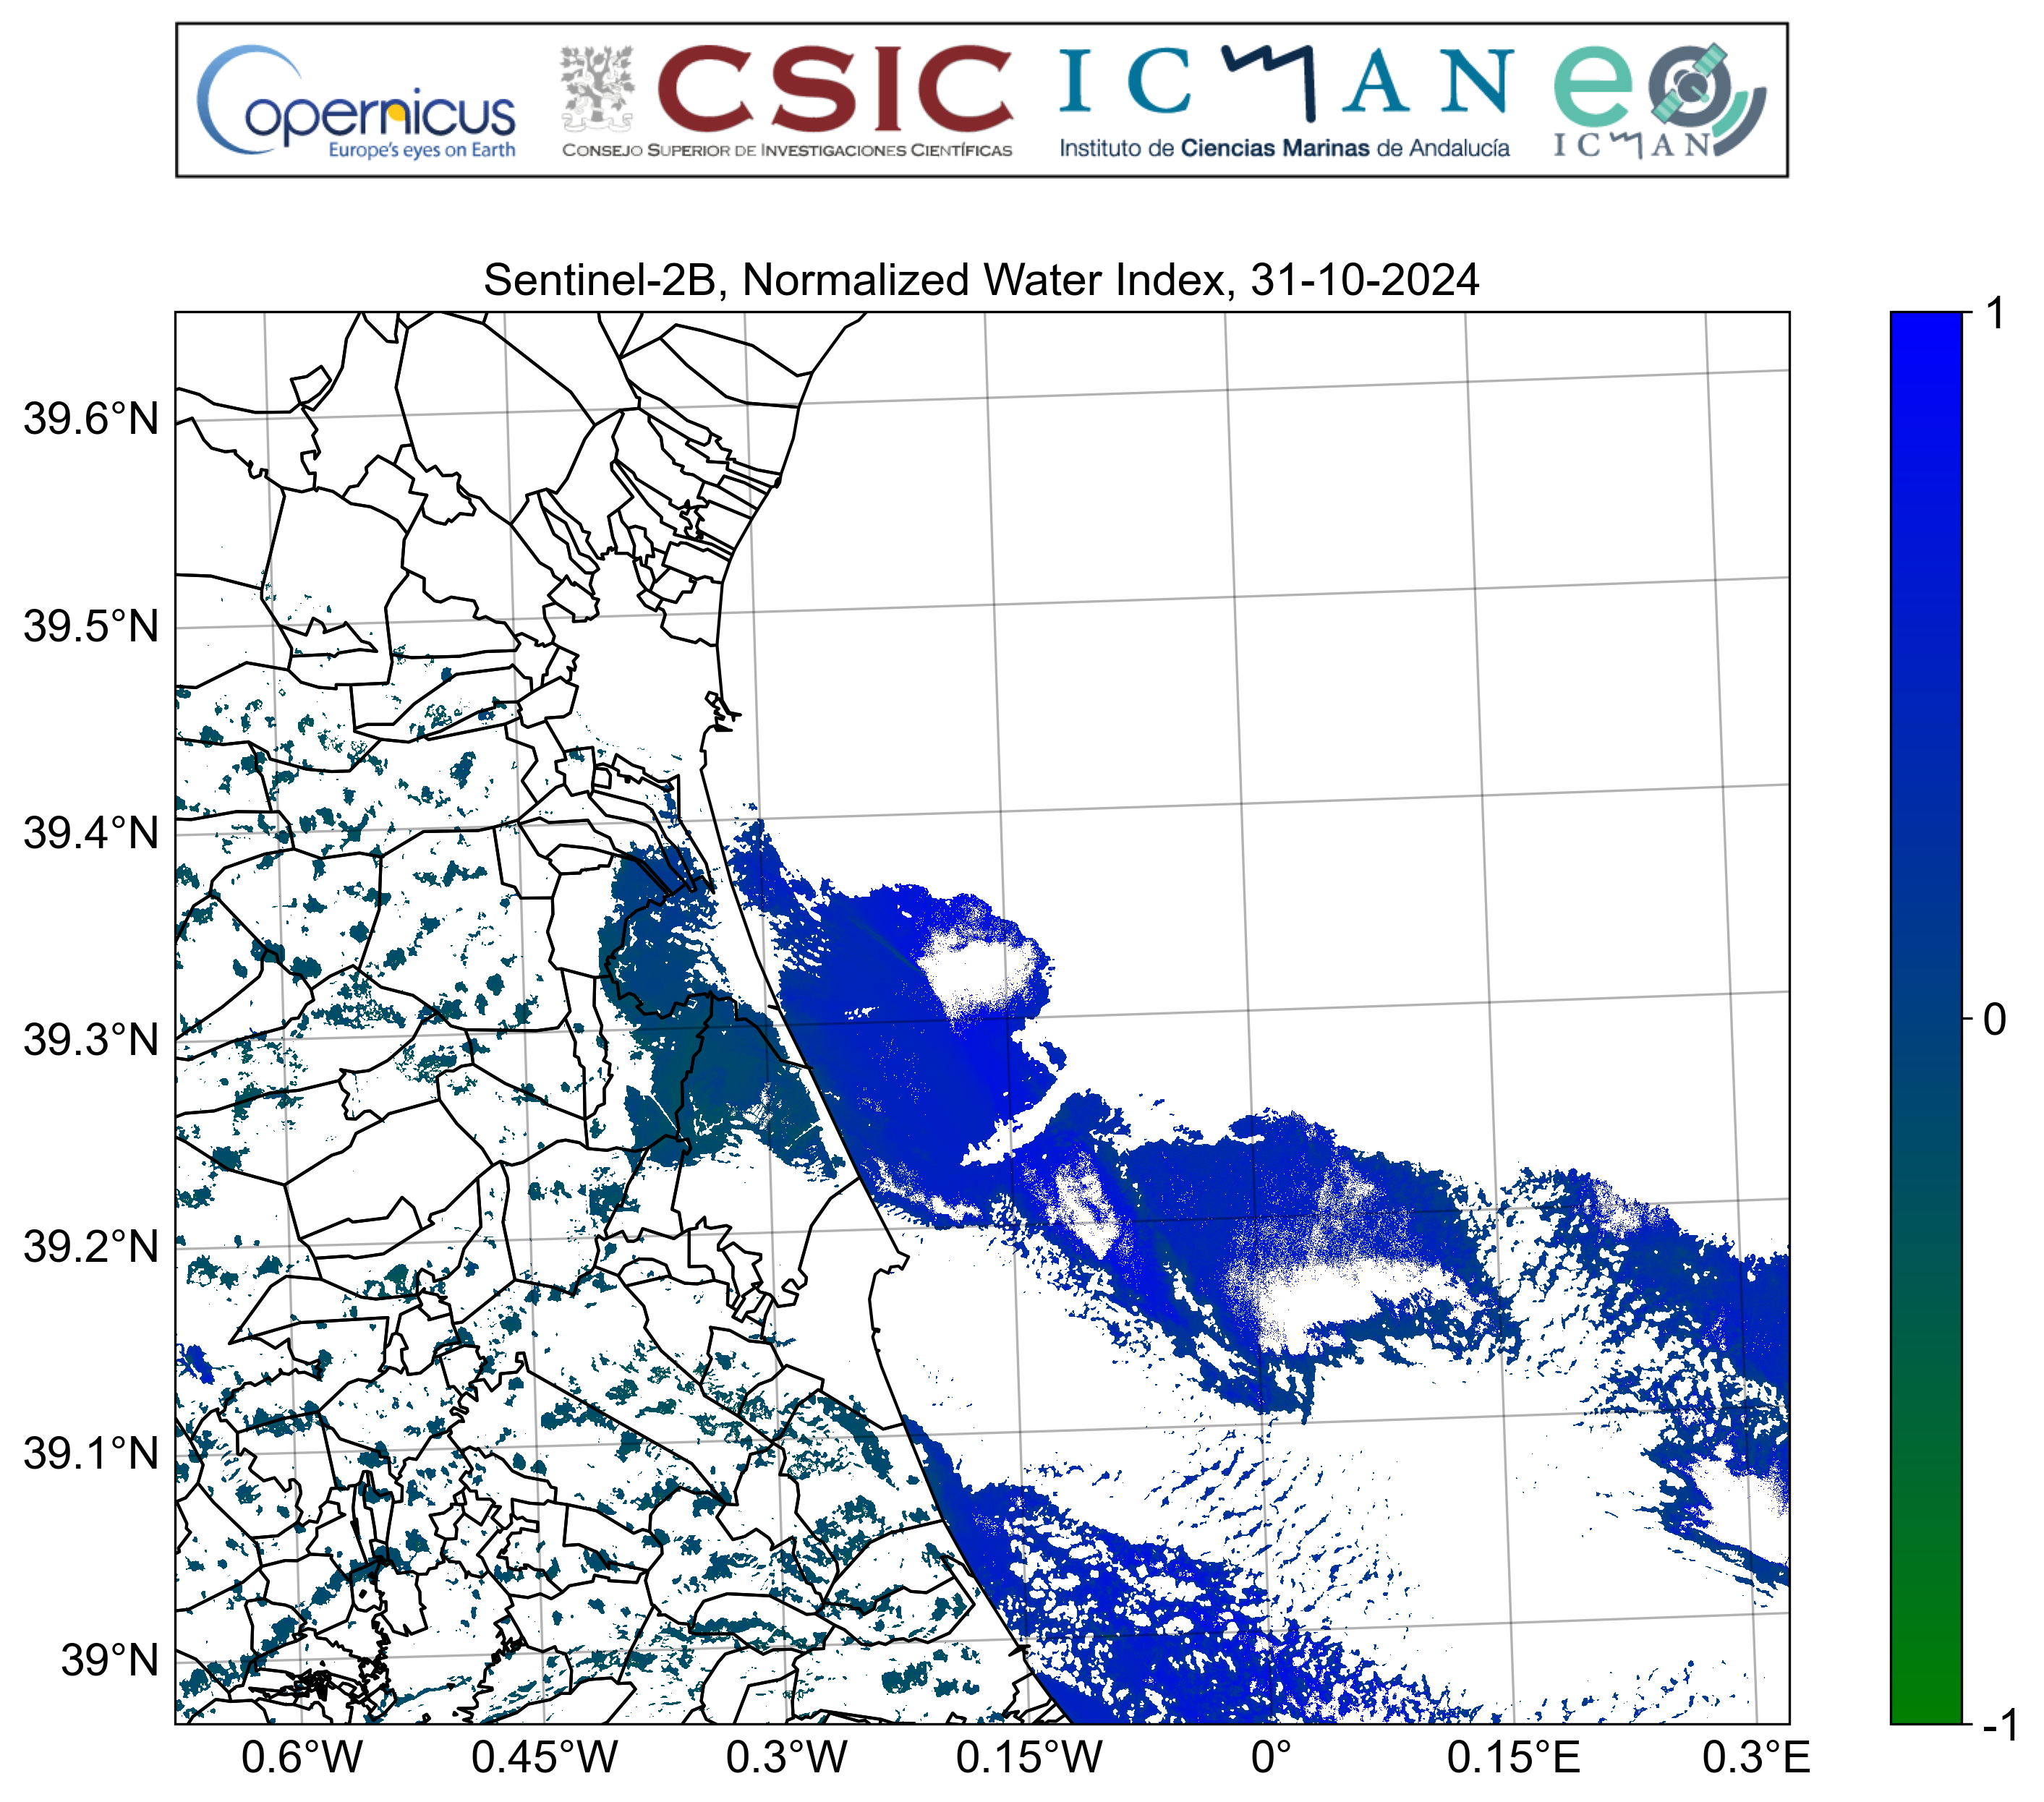 Copernicus
Europe's eyes on Earth
CSIC
CONSEJO SUPERIOR DE INVESTIGACIONES CIENTÍFICAS
ICMAN
Instituto de Ciencias Marinas de Andalucía
eo
ICMAN
Sentinel-2B, Normalized Water Index, 31-10-2024
39.6°N
39.5°N
39.4°N
39.3°N
39.2°N
39.1°N
39°N
0.6°W 0.45°W 0.3°W 0.15°W 0° 0.15°E 0.3°E
1
0
-1